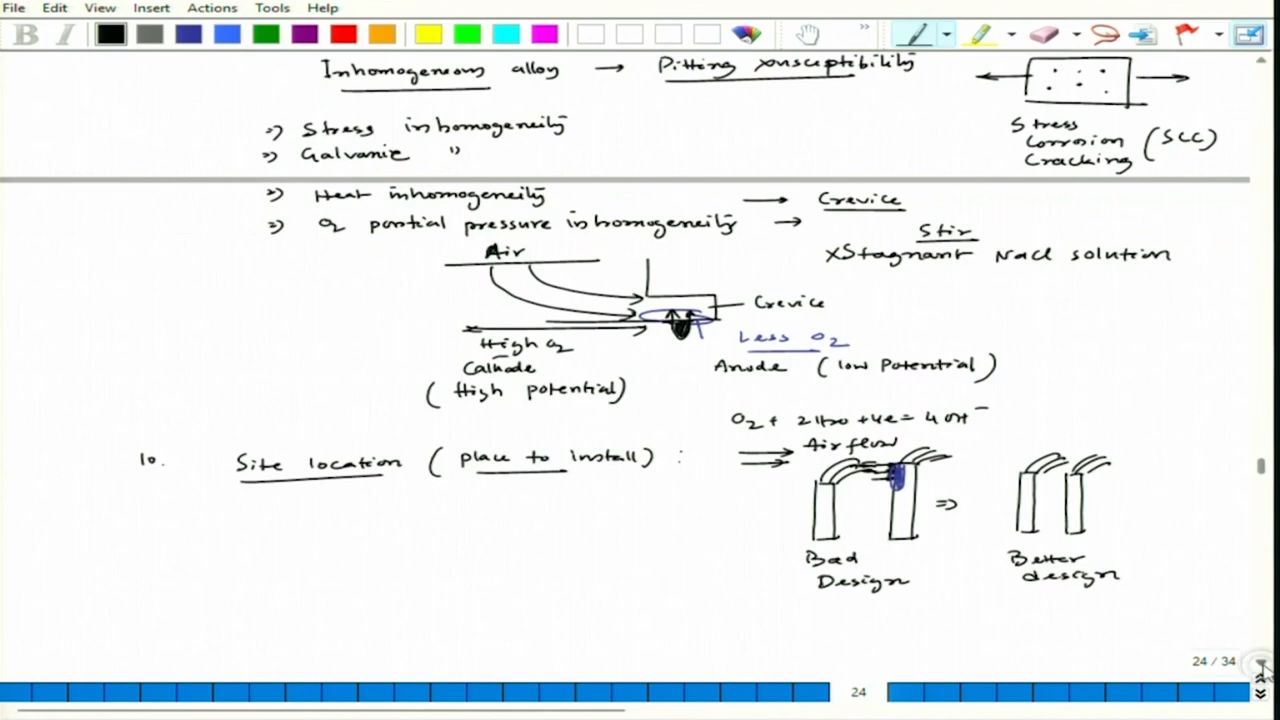 File Edit View Insert Actions Tools Help
B I
Inhomogeneous alloy → Pitting susceptibility
⇒ Stress inhomogeneity
⇒ Galvanic "
Stress
Corrosion (SCC)
Cracking
⇒ Heat inhomogeneity → Crevice
⇒ O2 partial pressure inhomogeneity →
Stir
xStagnant NaCl solution
Air
Crevice
High O2
Less O2
Cathode
Anode (low Potential)
(High potential)
O2 + 2H2O + 4e = 4OH⁻
10. Site location (place to install) :
Air flow
⇒
Bad
Design
Better
design
24 / 34
24